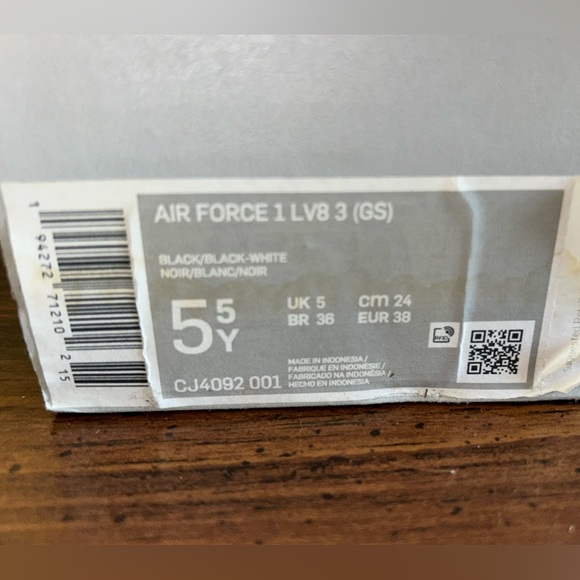 AIR FORCE 1 LV8 3 (GS)
BLACK/BLACK-WHITE
NOIR/BLANC/NOIR
5 5 Y
UK 5 cm 24
BR 36 EUR 38
MADE IN INDONESIA/
FABRIQUE EN INDONESIE/
FABRICADO NA INDONÉSIA/
HECHO EN INDONESIA
CJ4092 001
RFID
1 94272 71210 2 15